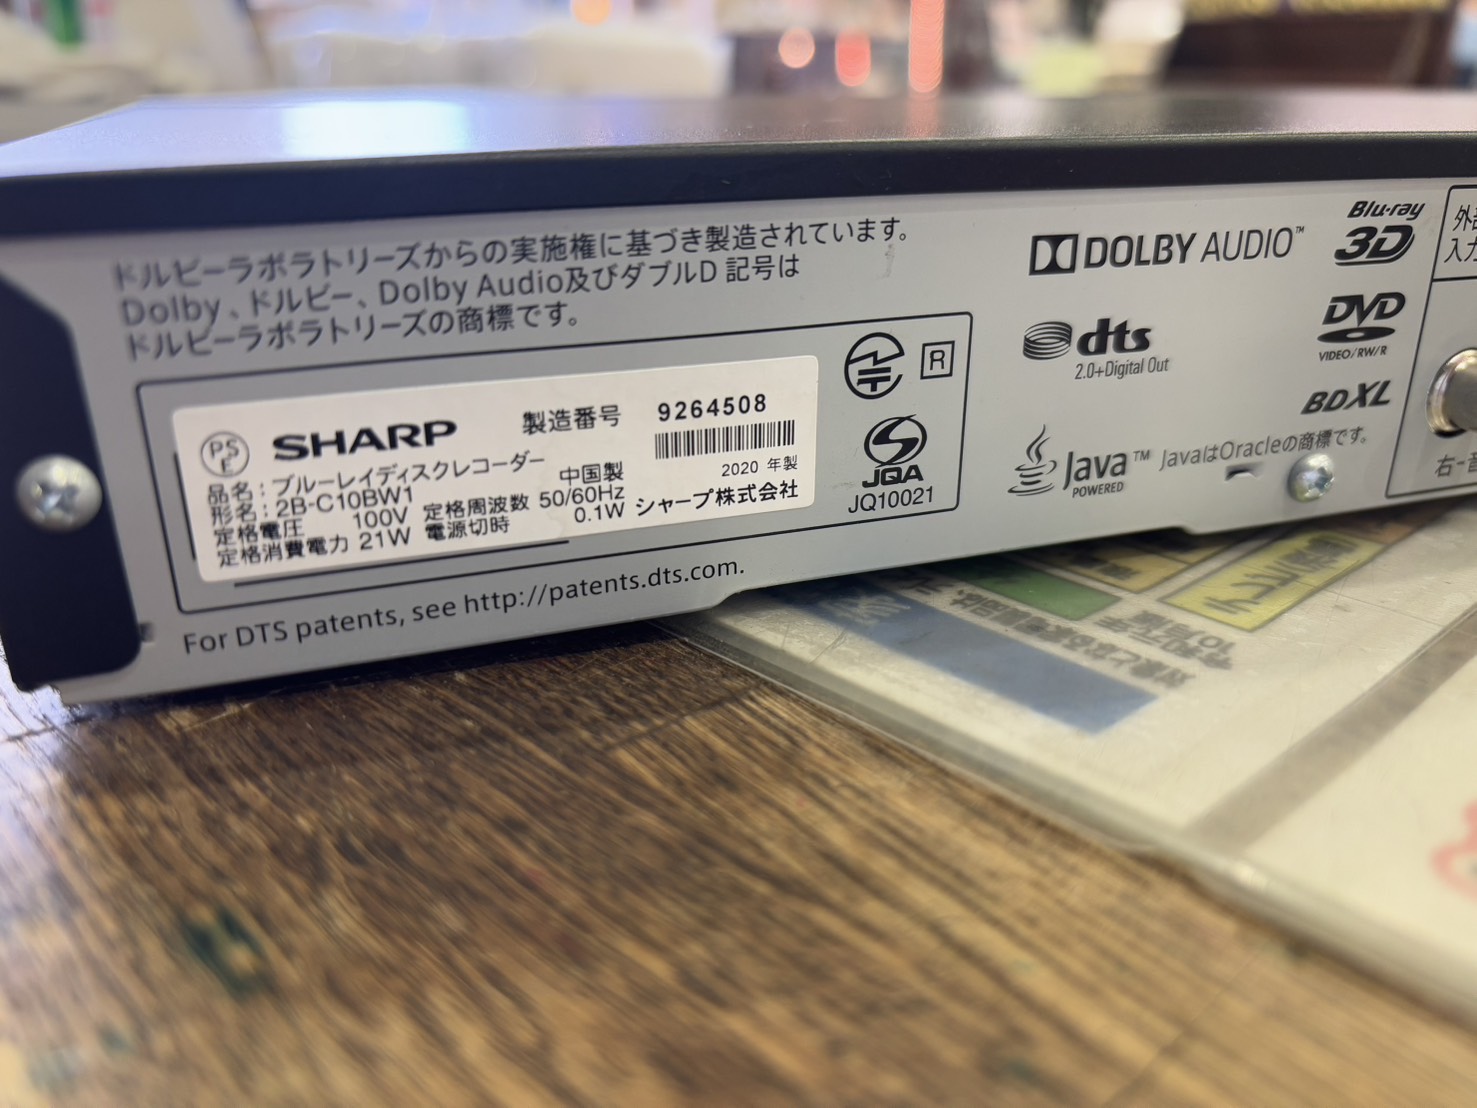 ドルビーラボラトリーズからの実施権に基づき製造されています。
Dolby、ドルビー、Dolby Audio及びダブルD 記号は
ドルビーラボラトリーズの商標です。
PSE
SHARP
製造番号 9264508
品名：ブルーレイディスクレコーダー
中国製
2020 年製
形名：2B-C10BW1
定格電圧 100V 定格周波数 50/60Hz
定格消費電力 21W 電源切時 0.1W
シャープ株式会社
R
JQA
JQ10021
For DTS patents, see http://patents.dts.com.
DOLBY AUDIO™
dts
2.0+Digital Out
Java™
POWERED
JavaはOracleの商標です。
Blu-ray
3D
DVD
VIDEO/RW/R
BDXL
外部
入力
右-音